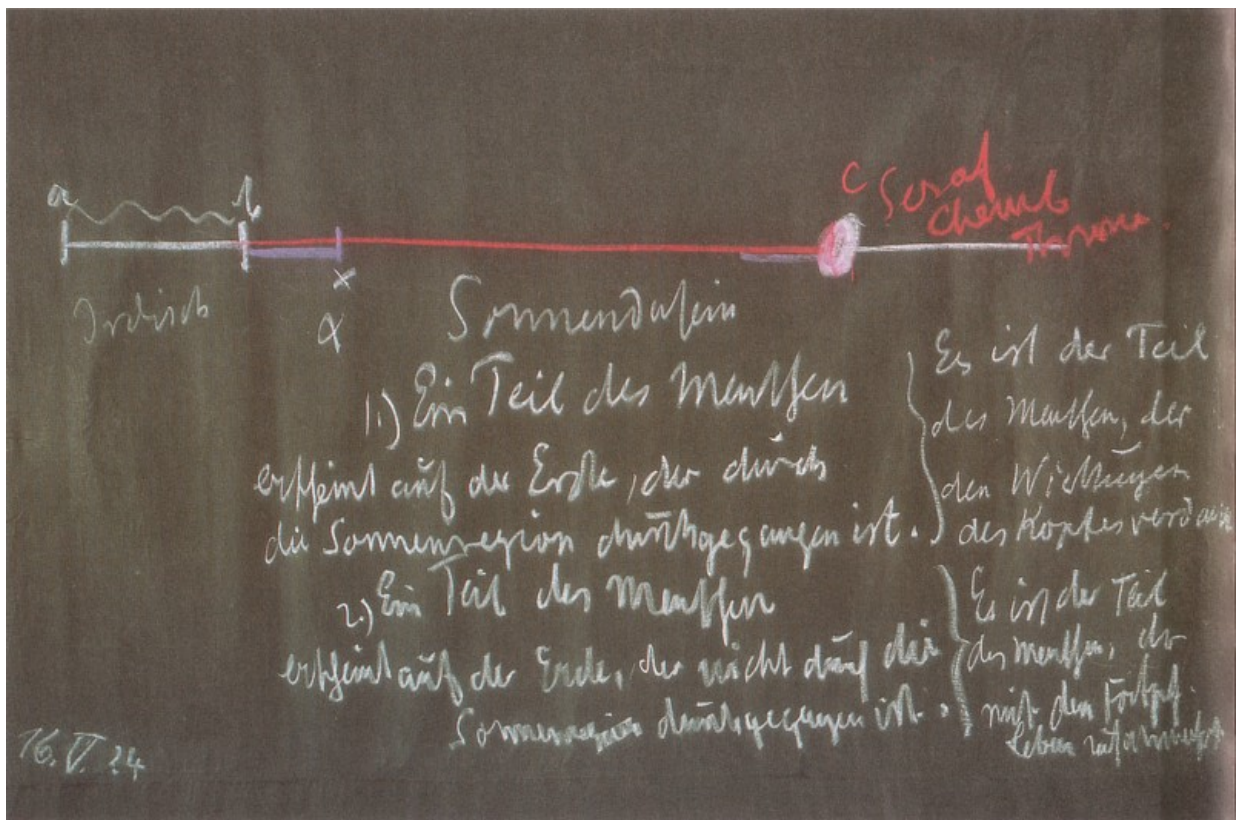 a b
C Seraf
Cherub
Throne.
x
Irdisch α Sonnendasein
1.) Ein Teil des Menschen
erscheint auf der Erde, der durch
die Sonnenregion durchgegangen ist.
Es ist der Teil
des Menschen, der
den Wirkungen
des Kopfes
2.) Ein Teil des Menschen
erscheint auf der Erde, der nicht durch die
Sonnenregion durchgegangen ist.
Es ist der Teil
des Menschen, der
mit dem Fortpf.
Leben
16. V. 24